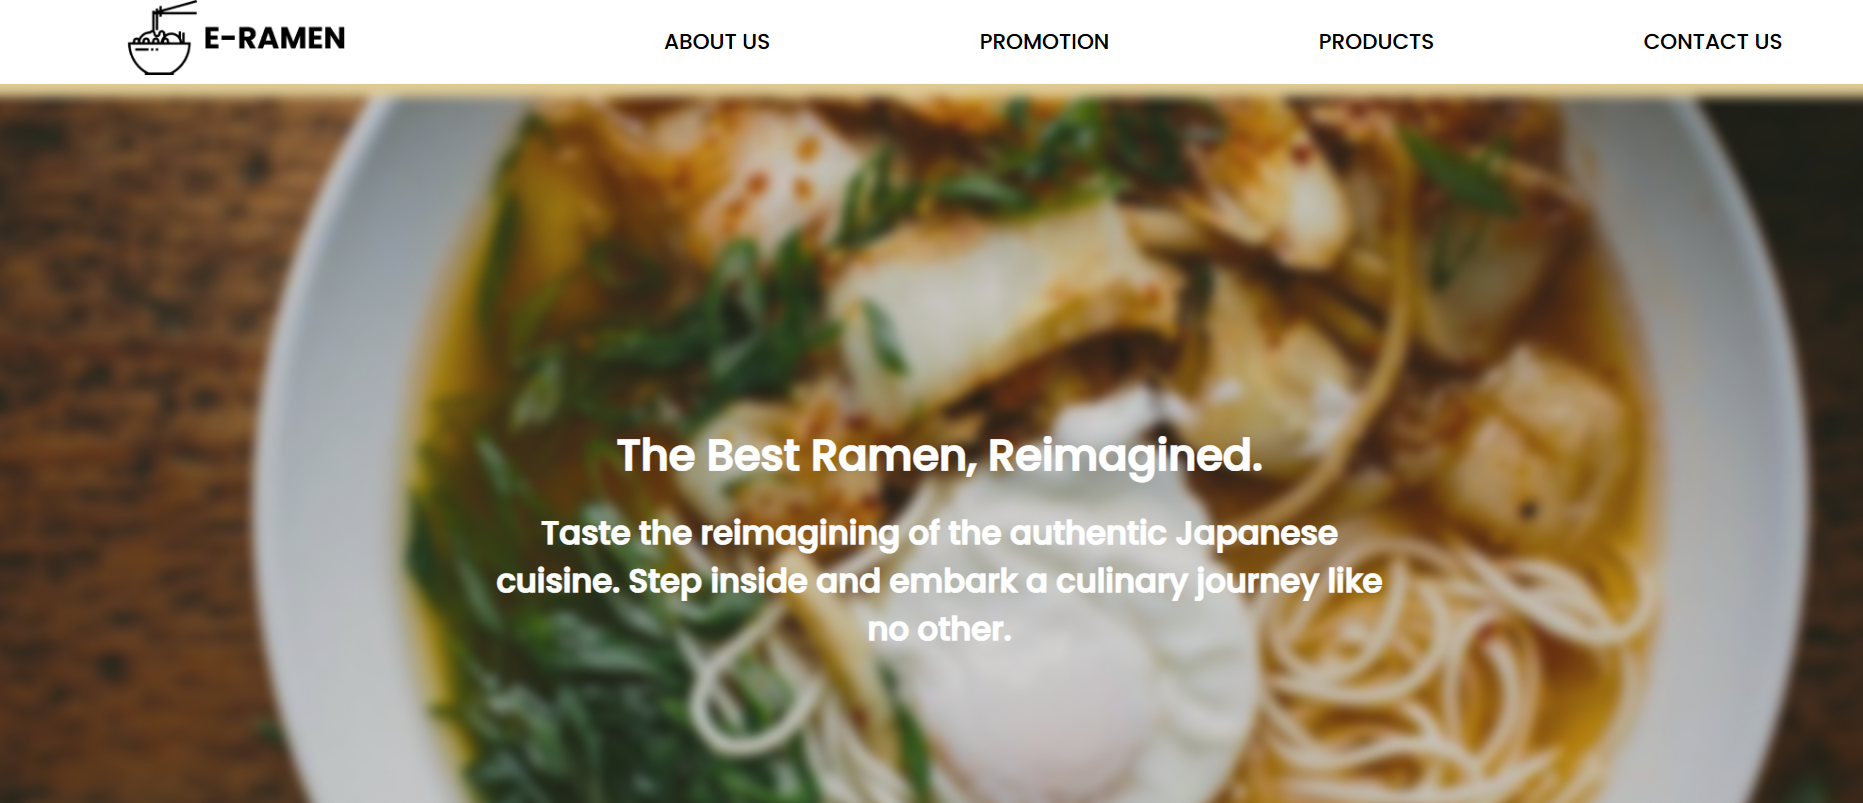 E-RAMEN
ABOUT US
PROMOTION
PRODUCTS
CONTACT US
The Best Ramen, Reimagined.
Taste the reimagining of the authentic Japanese
cuisine. Step inside and embark a culinary journey like
no other.